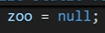 zoo = null;